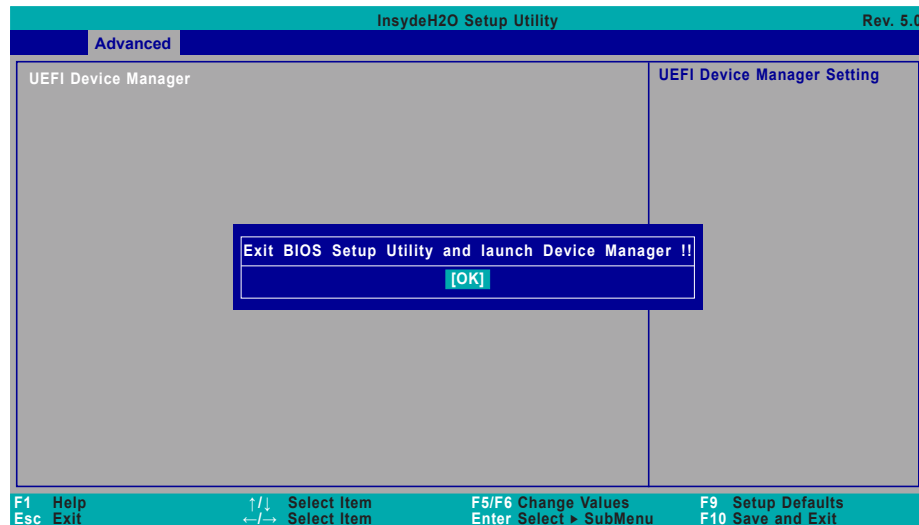 InsydeH2O Setup Utility Rev. 5.0
Advanced
UEFI Device Manager
UEFI Device Manager Setting
Exit BIOS Setup Utility and launch Device Manager !!
[OK]
F1 Help ↑/↓ Select Item F5/F6 Change Values F9 Setup Defaults
Esc Exit ←/→ Select Item Enter Select ▶ SubMenu F10 Save and Exit